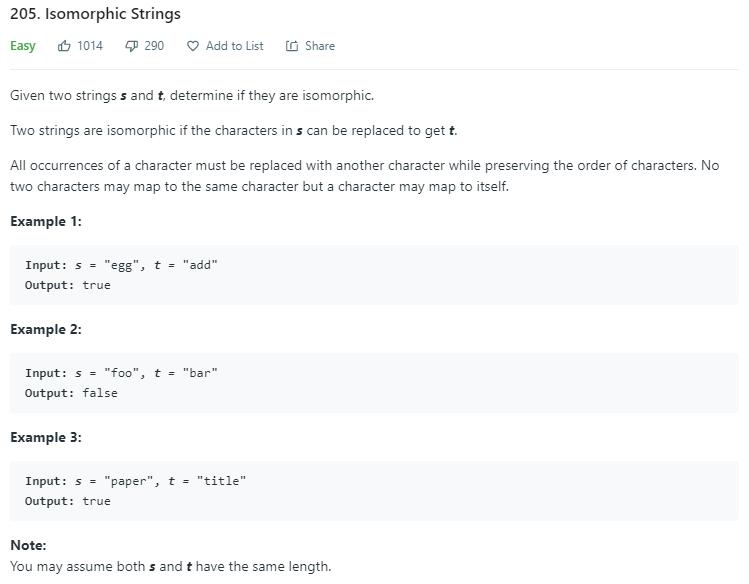 205. Isomorphic Strings
Easy 1014 290 Add to List Share
Given two strings s and t, determine if they are isomorphic.
Two strings are isomorphic if the characters in s can be replaced to get t.
All occurrences of a character must be replaced with another character while preserving the order of characters. No
two characters may map to the same character but a character may map to itself.
Example 1:
Input: s = "egg", t = "add"
Output: true
Example 2:
Input: s = "foo", t = "bar"
Output: false
Example 3:
Input: s = "paper", t = "title"
Output: true
Note:
You may assume both s and t have the same length.